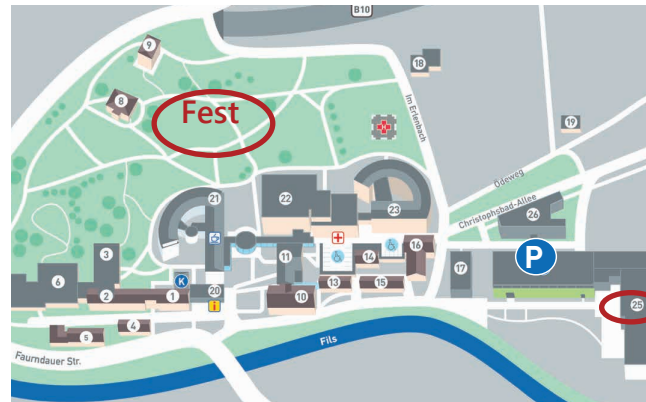 B10
9
18
8
Fest
Im Erlenbach
19
Ödeweg
Christophsbad-Allee
21
22
23
26
3
11
14
16
P
6
K
17
2
1
20
10
13
15
25
i
4
5
Fils
Faurndauer Str.